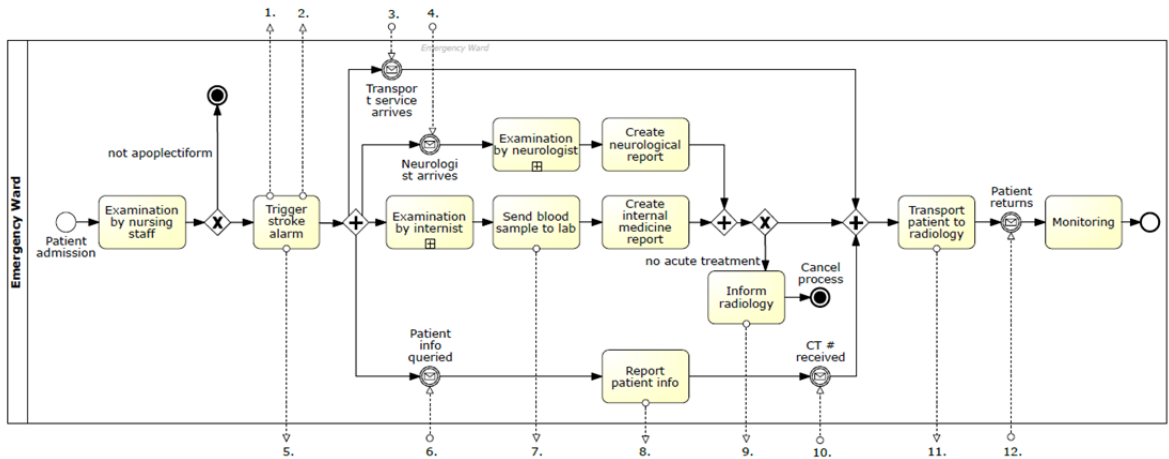 1.
2.
3.
4.
Emergency Ward
Emergency Ward
Transpor
t service
arrives
not apoplectiform
Examination
by neurologist
Create
neurological
report
Neurologi
st arrives
Patient
admission
Examination
by nursing
staff
X
Trigger
stroke
alarm
Examination
by internist
Send blood
sample to lab
Create
internal
medicine
report
X
Transport
patient to
radiology
Patient
returns
Monitoring
no acute treatment
Inform
radiology
Cancel
process
Patient
info
queried
Report
patient info
CT #
received
5.
6.
7.
8.
9.
10.
11.
12.